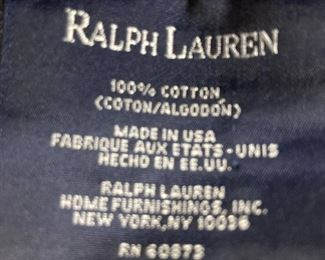 RALPH LAUREN
100% COTTON
(COTON/ALGODON)
MADE IN USA
FABRIQUE AUX ETATS-UNIS
HECHO EN EE.UU.
RALPH LAUREN
HOME FURNISHINGS, INC.
NEW YORK, NY 10036
RN 60873